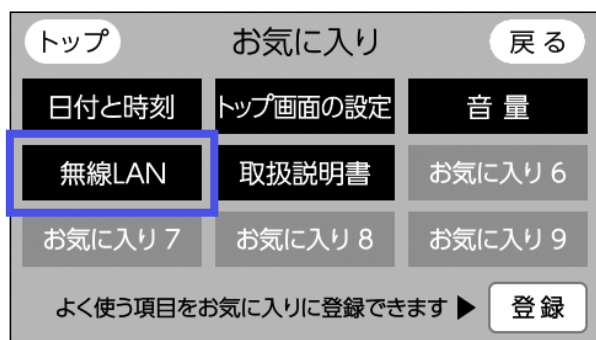 トップ お気に入り 戻る
日付と時刻 トップ画面の設定 音量
無線LAN 取扱説明書 お気に入り 6
お気に入り 7 お気に入り 8 お気に入り 9
よく使う項目をお気に入りに登録できます ▶ 登録